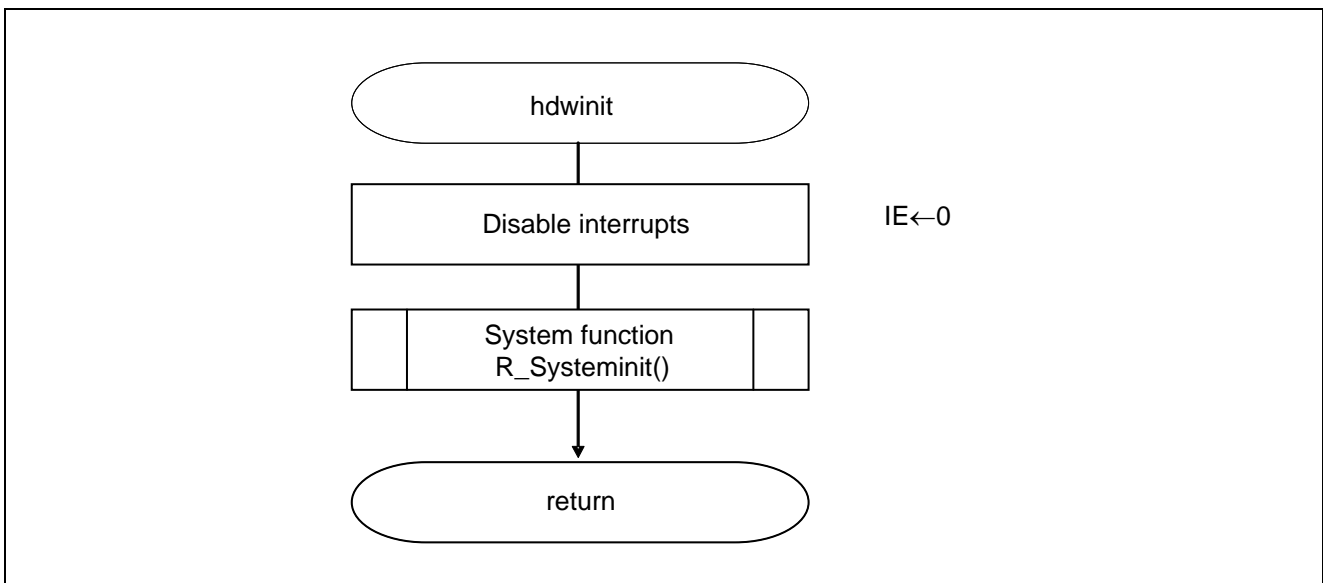 hdwinit
Disable interrupts
IE←0
System function
R_Systeminit()
return